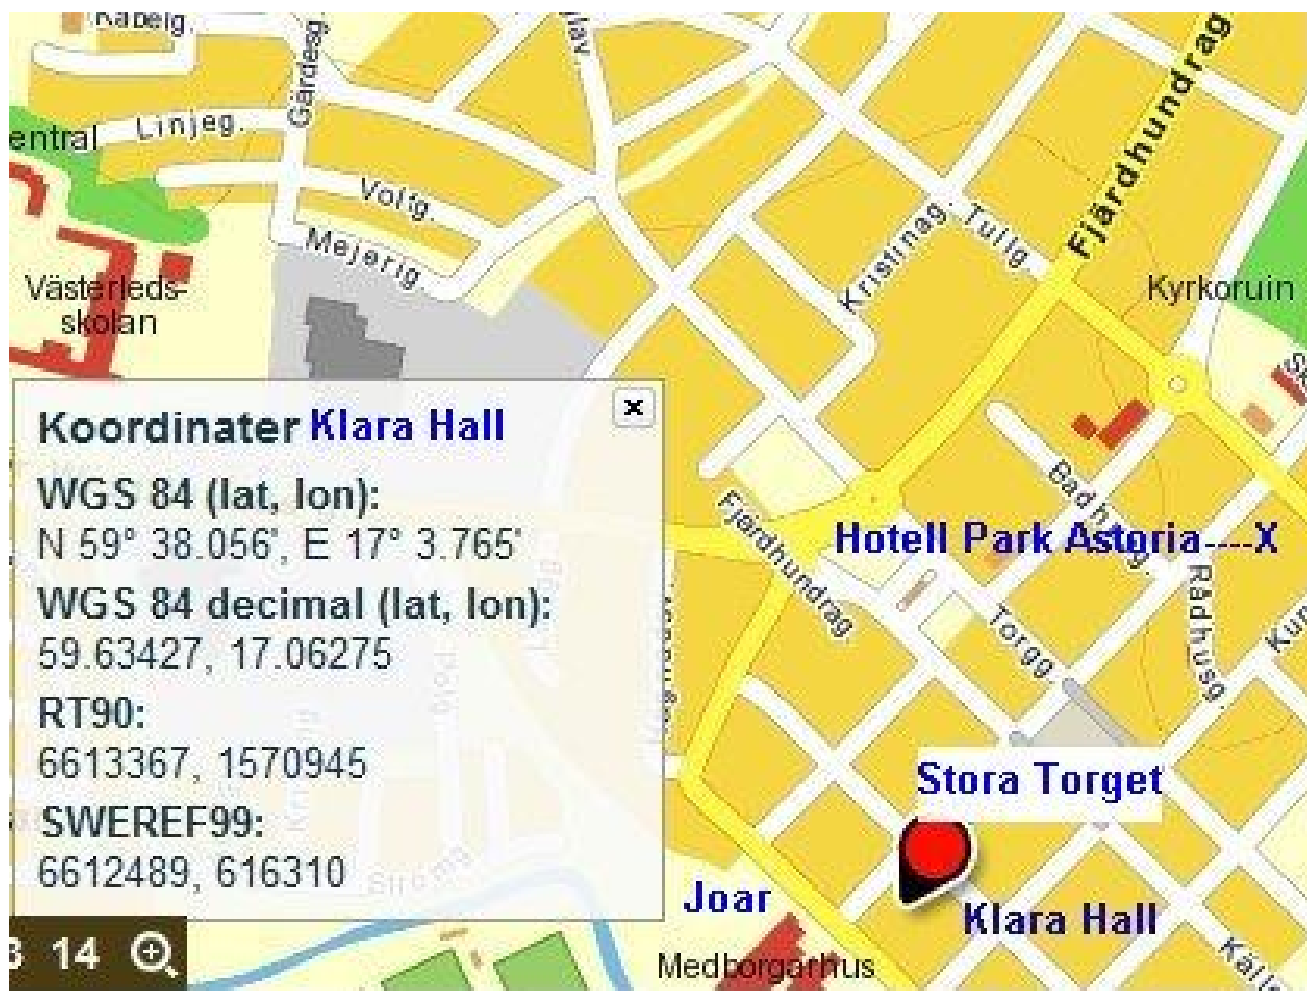 Kabelg.
Gärdesg.
Linjeg.
entral
Fjärdhundrag.
Kristinag.
Tullg.
Mejerig.
Kyrkoruin
Västerleds-
skolan
Koordinater Klara Hall
WGS 84 (lat, lon):
N 59° 38.056', E 17° 3.765'
WGS 84 decimal (lat, lon):
59.63427, 17.06275
RT90:
6613367, 1570945
SWEREF99:
6612489, 616310
Badhusg.
Hotell Park Astoria----X
Fjärdhundrag.
Torgg.
Rådhusg.
Stora Torget
Joar
Klara Hall
Medborgarhus
14